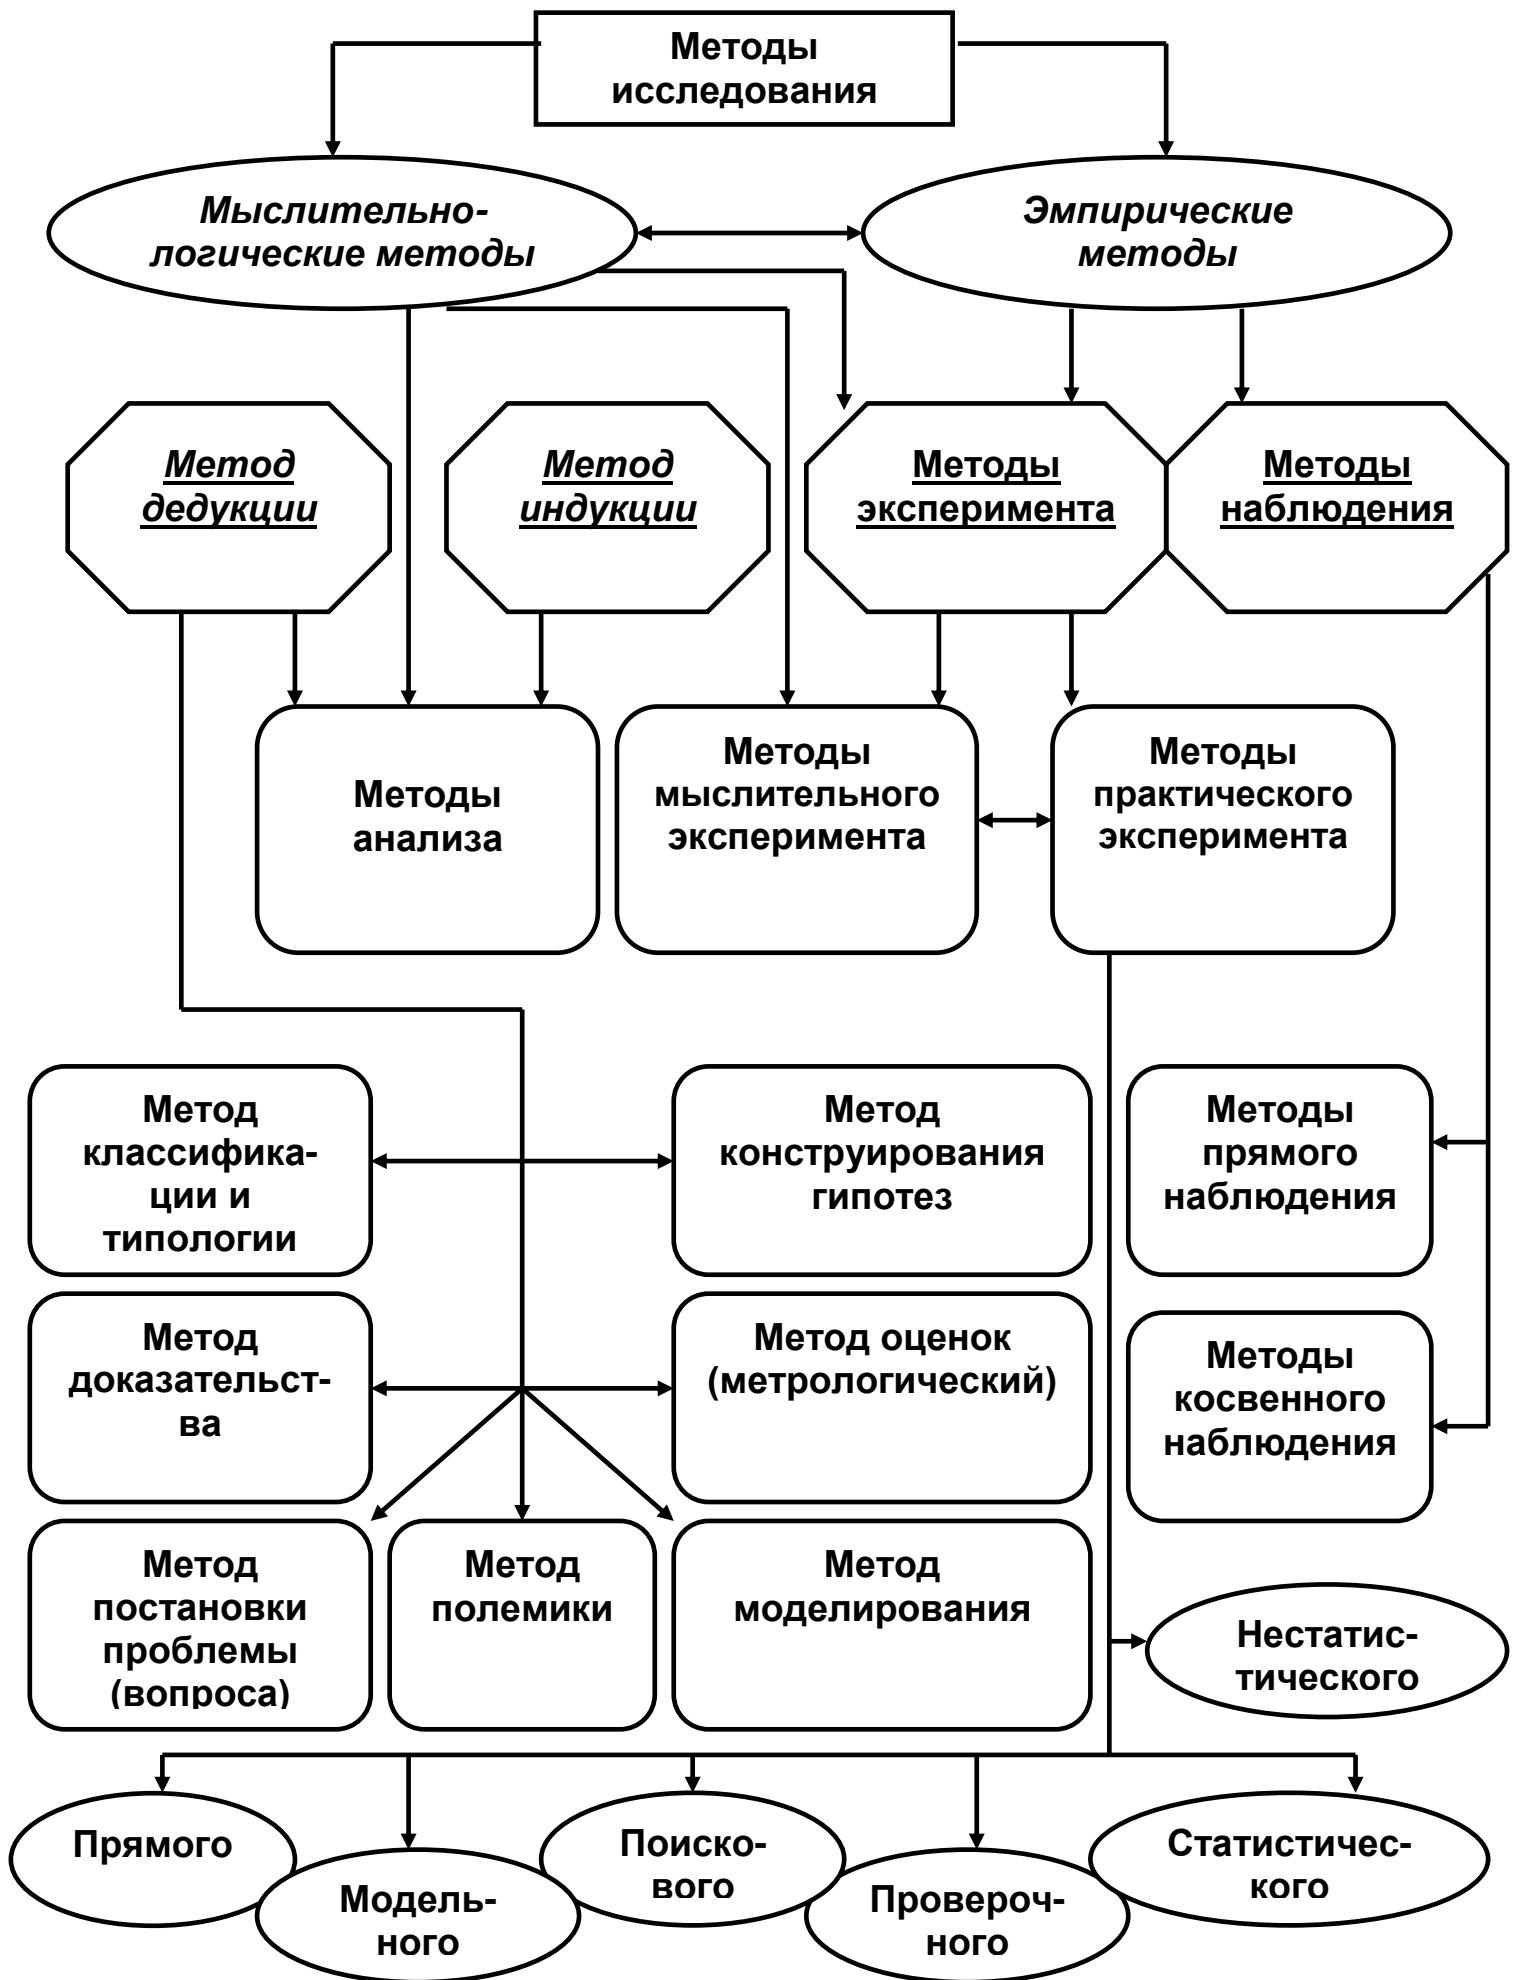 Методы
исследования
Мыслительно-
логические методы
Эмпирические
методы
Метод
дедукции
Метод
индукции
Методы
эксперимента
Методы
наблюдения
Методы
анализа
Методы
мыслительного
эксперимента
Методы
практического
эксперимента
Метод
классифика-
ции и
типологии
Метод
конструирования
гипотез
Методы
прямого
наблюдения
Метод
доказательст-
ва
Метод оценок
(метрологический)
Методы
косвенного
наблюдения
Метод
постановки
проблемы
(вопроса)
Метод
полемики
Метод
моделирования
Нестатис-
тического
Прямого
Модель-
ного
Поиско-
вого
Провероч-
ного
Статистичес-
кого